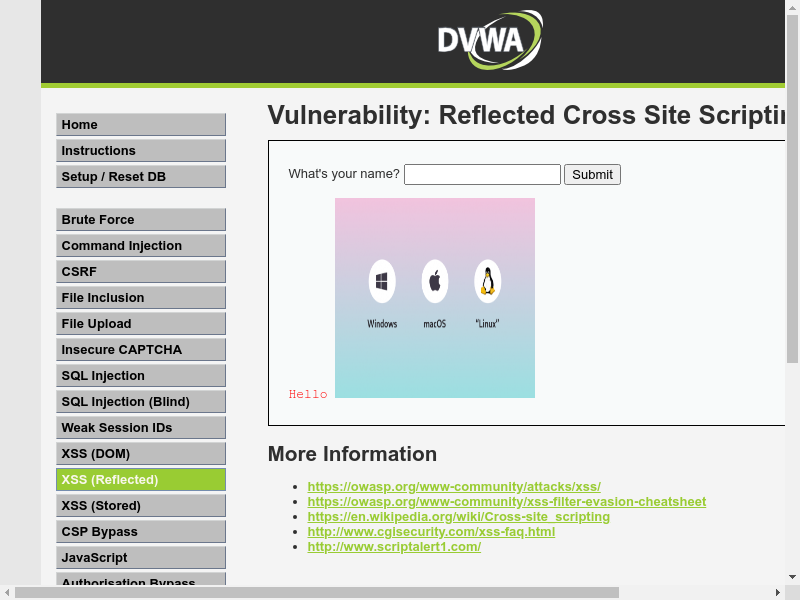 DVWA
Vulnerability: Reflected Cross Site Scriptin
Home
Instructions
Setup / Reset DB
Brute Force
Command Injection
CSRF
File Inclusion
File Upload
Insecure CAPTCHA
SQL Injection
SQL Injection (Blind)
Weak Session IDs
XSS (DOM)
XSS (Reflected)
XSS (Stored)
CSP Bypass
JavaScript
Authorisation Bypass
What's your name? Submit
Windows macOS "Linux"
Hello
More Information
https://owasp.org/www-community/attacks/xss/
https://owasp.org/www-community/xss-filter-evasion-cheatsheet
https://en.wikipedia.org/wiki/Cross-site_scripting
http://www.cgisecurity.com/xss-faq.html
http://www.scriptalert1.com/